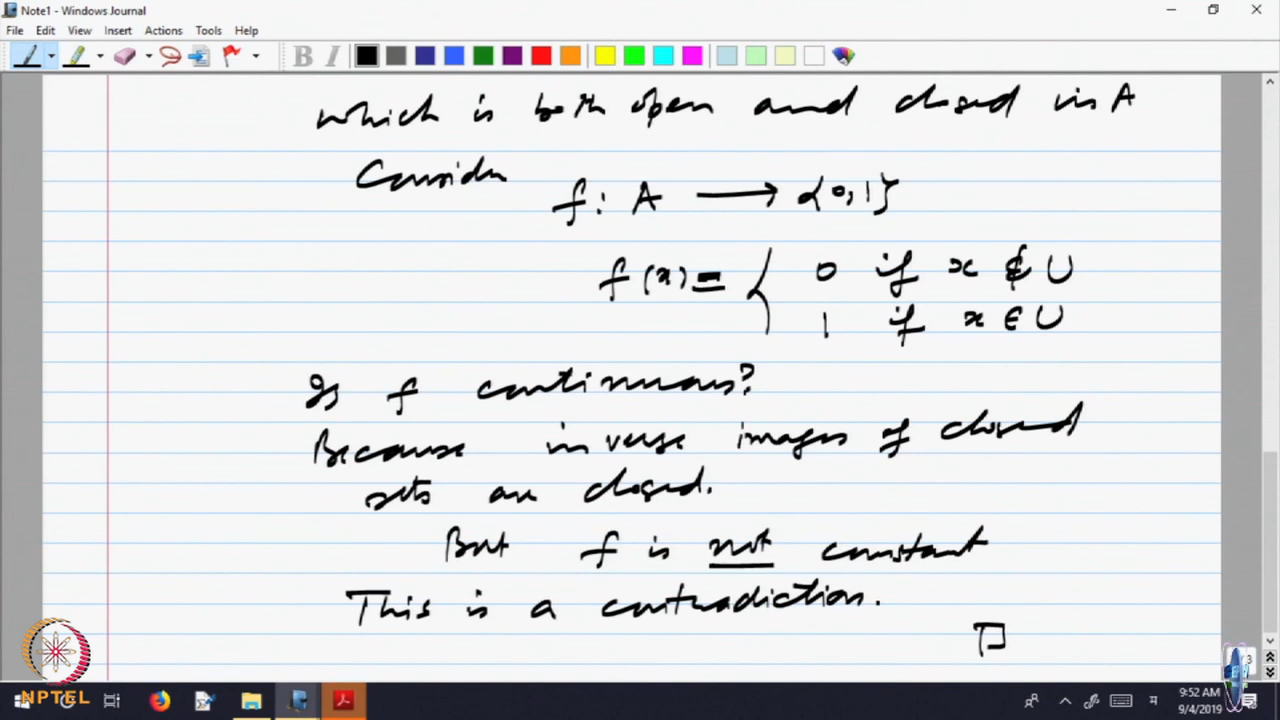 Note1 - Windows Journal
File Edit View Insert Actions Tools Help
B I
which is both open and closed in A
Consider f : A ⟶ {0,1}
f(x) = { 0 if x ∉ U
1 if x ∈ U
Is f continuous?
Because inverse images of closed
sets are closed.
But f is not constant
This is a contradiction.
NPTEL
9:52 AM
9/4/2019